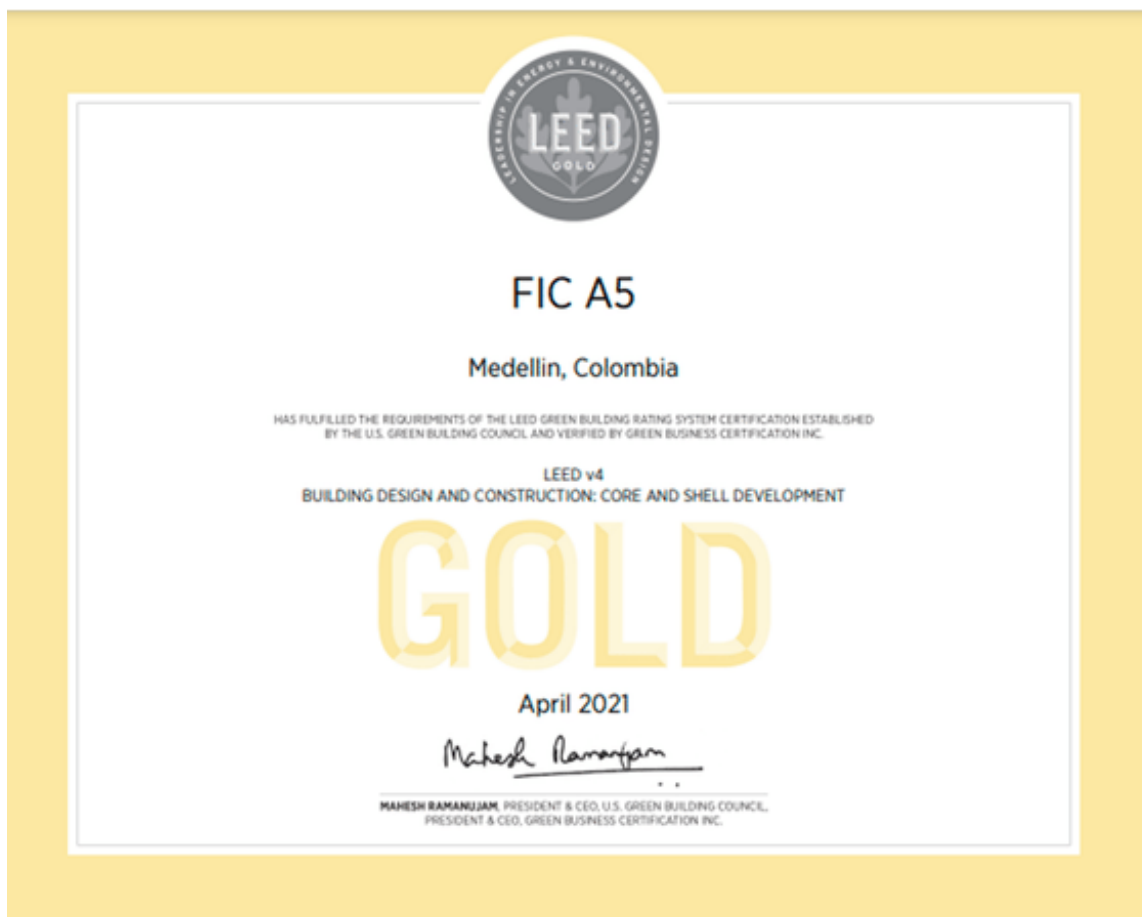 LEADERSHIP IN ENERGY & ENVIRONMENTAL DESIGN
LEED
GOLD
FIC A5
Medellin, Colombia
HAS FULFILLED THE REQUIREMENTS OF THE LEED GREEN BUILDING RATING SYSTEM CERTIFICATION ESTABLISHED
BY THE U.S. GREEN BUILDING COUNCIL AND VERIFIED BY GREEN BUSINESS CERTIFICATION INC.
LEED v4
BUILDING DESIGN AND CONSTRUCTION: CORE AND SHELL DEVELOPMENT
GOLD
April 2021
Mahesh Ramanujam
MAHESH RAMANUJAM, PRESIDENT & CEO, U.S. GREEN BUILDING COUNCIL,
PRESIDENT & CEO, GREEN BUSINESS CERTIFICATION INC.